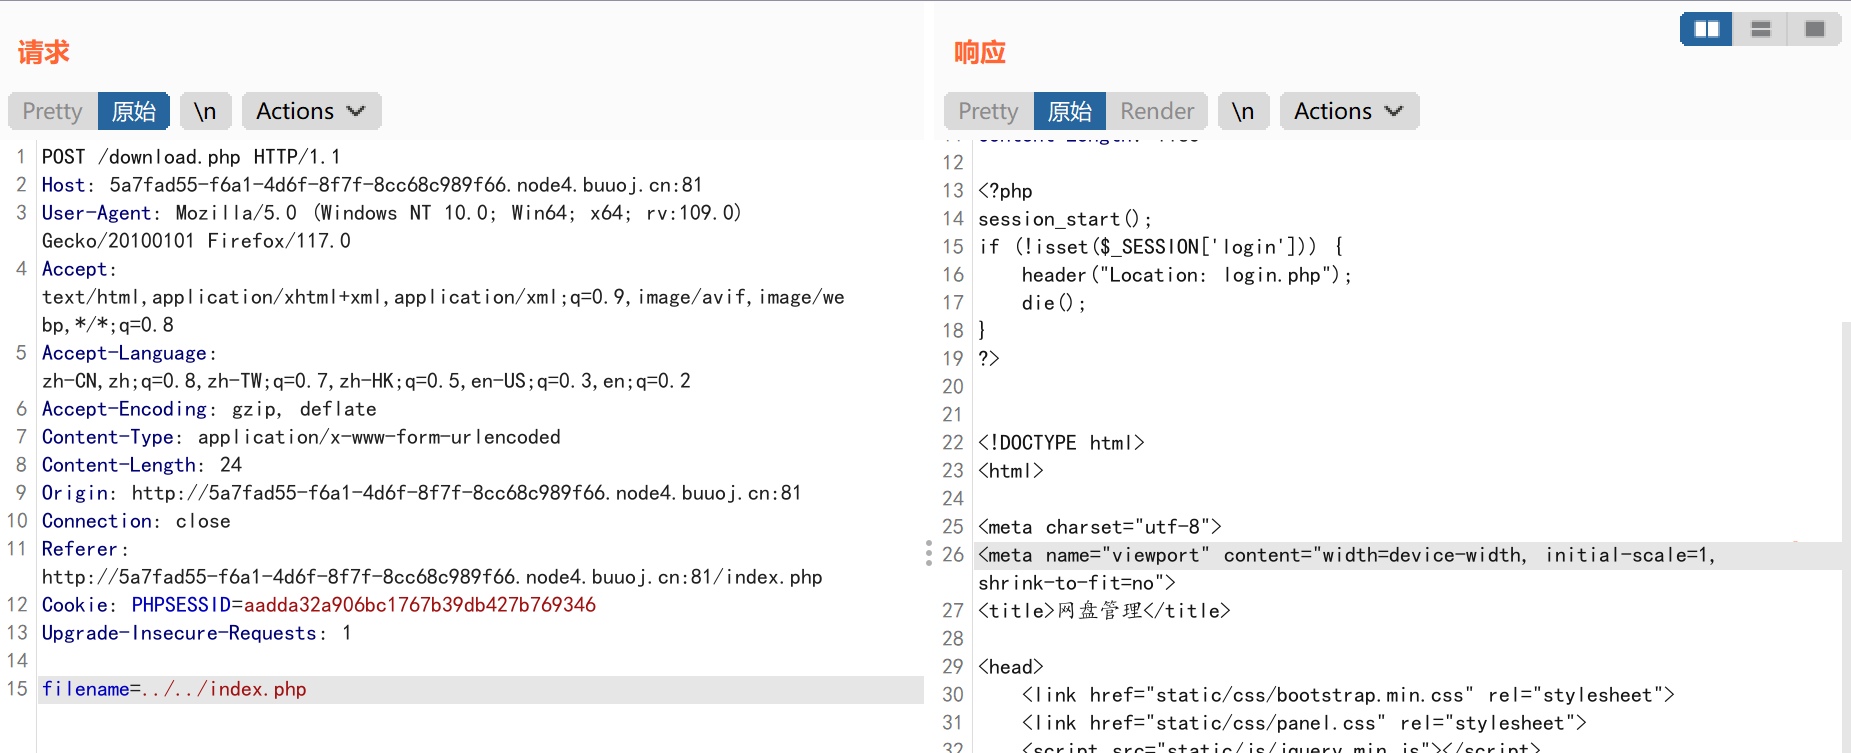 请求
Pretty 原始 \n Actions
1 POST /download.php HTTP/1.1
2 Host: 5a7fad55-f6a1-4d6f-8f7f-8cc68c989f66.node4.buuoj.cn:81
3 User-Agent: Mozilla/5.0 (Windows NT 10.0; Win64; x64; rv:109.0)
Gecko/20100101 Firefox/117.0
4 Accept:
text/html,application/xhtml+xml,application/xml;q=0.9,image/avif,image/we
bp,*/*;q=0.8
5 Accept-Language:
zh-CN,zh;q=0.8,zh-TW;q=0.7,zh-HK;q=0.5,en-US;q=0.3,en;q=0.2
6 Accept-Encoding: gzip, deflate
7 Content-Type: application/x-www-form-urlencoded
8 Content-Length: 24
9 Origin: http://5a7fad55-f6a1-4d6f-8f7f-8cc68c989f66.node4.buuoj.cn:81
10 Connection: close
11 Referer:
http://5a7fad55-f6a1-4d6f-8f7f-8cc68c989f66.node4.buuoj.cn:81/index.php
12 Cookie: PHPSESSID=aadda32a906bc1767b39db427b769346
13 Upgrade-Insecure-Requests: 1
14
15 filename=../../index.php
响应
Pretty 原始 Render \n Actions
12
13 <?php
14 session_start();
15 if (!isset($_SESSION['login'])) {
16 header("Location: login.php");
17 die();
18 }
19 ?>
20
21
22 <!DOCTYPE html>
23 <html>
24
25 <meta charset="utf-8">
26 <meta name="viewport" content="width=device-width, initial-scale=1,
shrink-to-fit=no">
27 <title>网盘管理</title>
28
29 <head>
30 <link href="static/css/bootstrap.min.css" rel="stylesheet">
31 <link href="static/css/panel.css" rel="stylesheet">
32 <script src="static/js/jquery.min.js"></script>